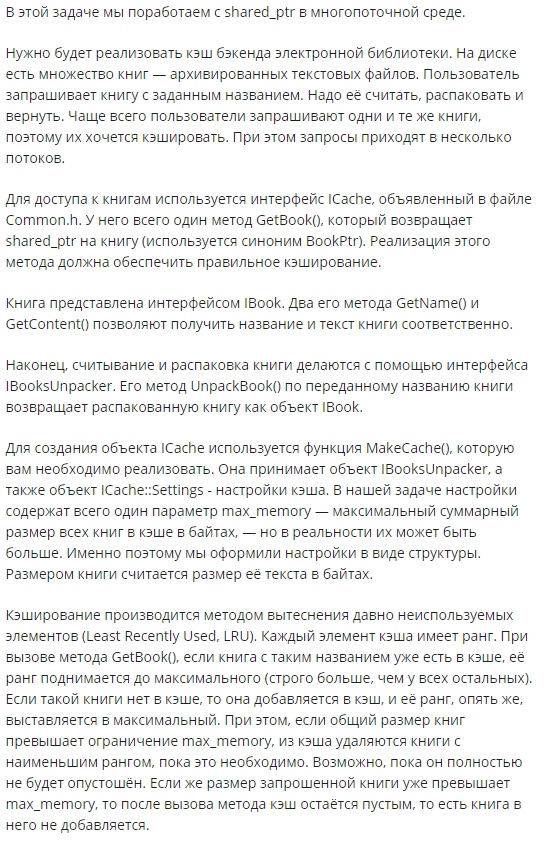 В этой задаче мы поработаем с shared_ptr в многопоточной среде.
Нужно будет реализовать кэш бэкенда электронной библиотеки. На диске
есть множество книг — архивированных текстовых файлов. Пользователь
запрашивает книгу с заданным названием. Надо её считать, распаковать и
вернуть. Чаще всего пользователи запрашивают одни и те же книги,
поэтому их хочется кэшировать. При этом запросы приходят в несколько
потоков.
Для доступа к книгам используется интерфейс ICache, объявленный в файле
Common.h. У него всего один метод GetBook(), который возвращает
shared_ptr на книгу (используется синоним BookPtr). Реализация этого
метода должна обеспечить правильное кэширование.
Книга представлена интерфейсом IBook. Два его метода GetName() и
GetContent() позволяют получить название и текст книги соответственно.
Наконец, считывание и распаковка книги делаются с помощью интерфейса
IBooksUnpacker. Его метод UnpackBook() по переданному названию книги
возвращает распакованную книгу как объект IBook.
Для создания объекта ICache используется функция MakeCache(), которую
вам необходимо реализовать. Она принимает объект IBooksUnpacker, а
также объект ICache::Settings - настройки кэша. В нашей задаче настройки
содержат всего один параметр max_memory — максимальный суммарный
размер всех книг в кэше в байтах, — но в реальности их может быть
больше. Именно поэтому мы оформили настройки в виде структуры.
Размером книги считается размер её текста в байтах.
Кэширование производится методом вытеснения давно неиспользуемых
элементов (Least Recently Used, LRU). Каждый элемент кэша имеет ранг. При
вызове метода GetBook(), если книга с таким названием уже есть в кэше, её
ранг поднимается до максимального (строго больше, чем у всех остальных).
Если такой книги нет в кэше, то она добавляется в кэш, и её ранг, опять же,
выставляется в максимальный. При этом, если общий размер книг
превышает ограничение max_memory, из кэша удаляются книги с
наименьшим рангом, пока это необходимо. Возможно, пока он полностью
не будет опустошён. Если же размер запрошенной книги уже превышает
max_memory, то после вызова метода кэш остаётся пустым, то есть книга в
него не добавляется.